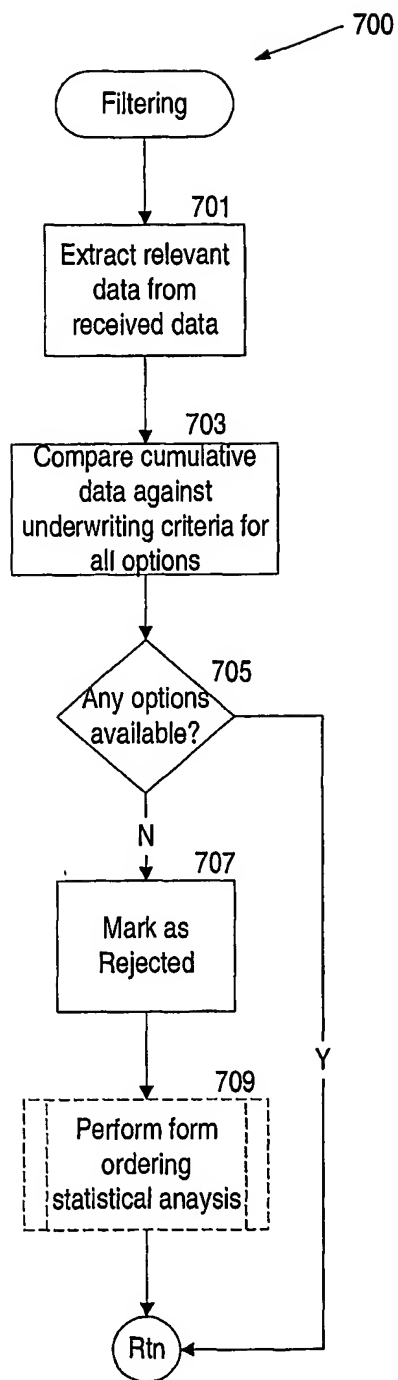 700
Filtering
701
Extract relevant
data from
received data
703
Compare cumulative
data against
underwriting criteria for
all options
705
Any options
available?
N
707
Mark as
Rejected
Y
709
Perform form
ordering
statistical anaysis
Rtn